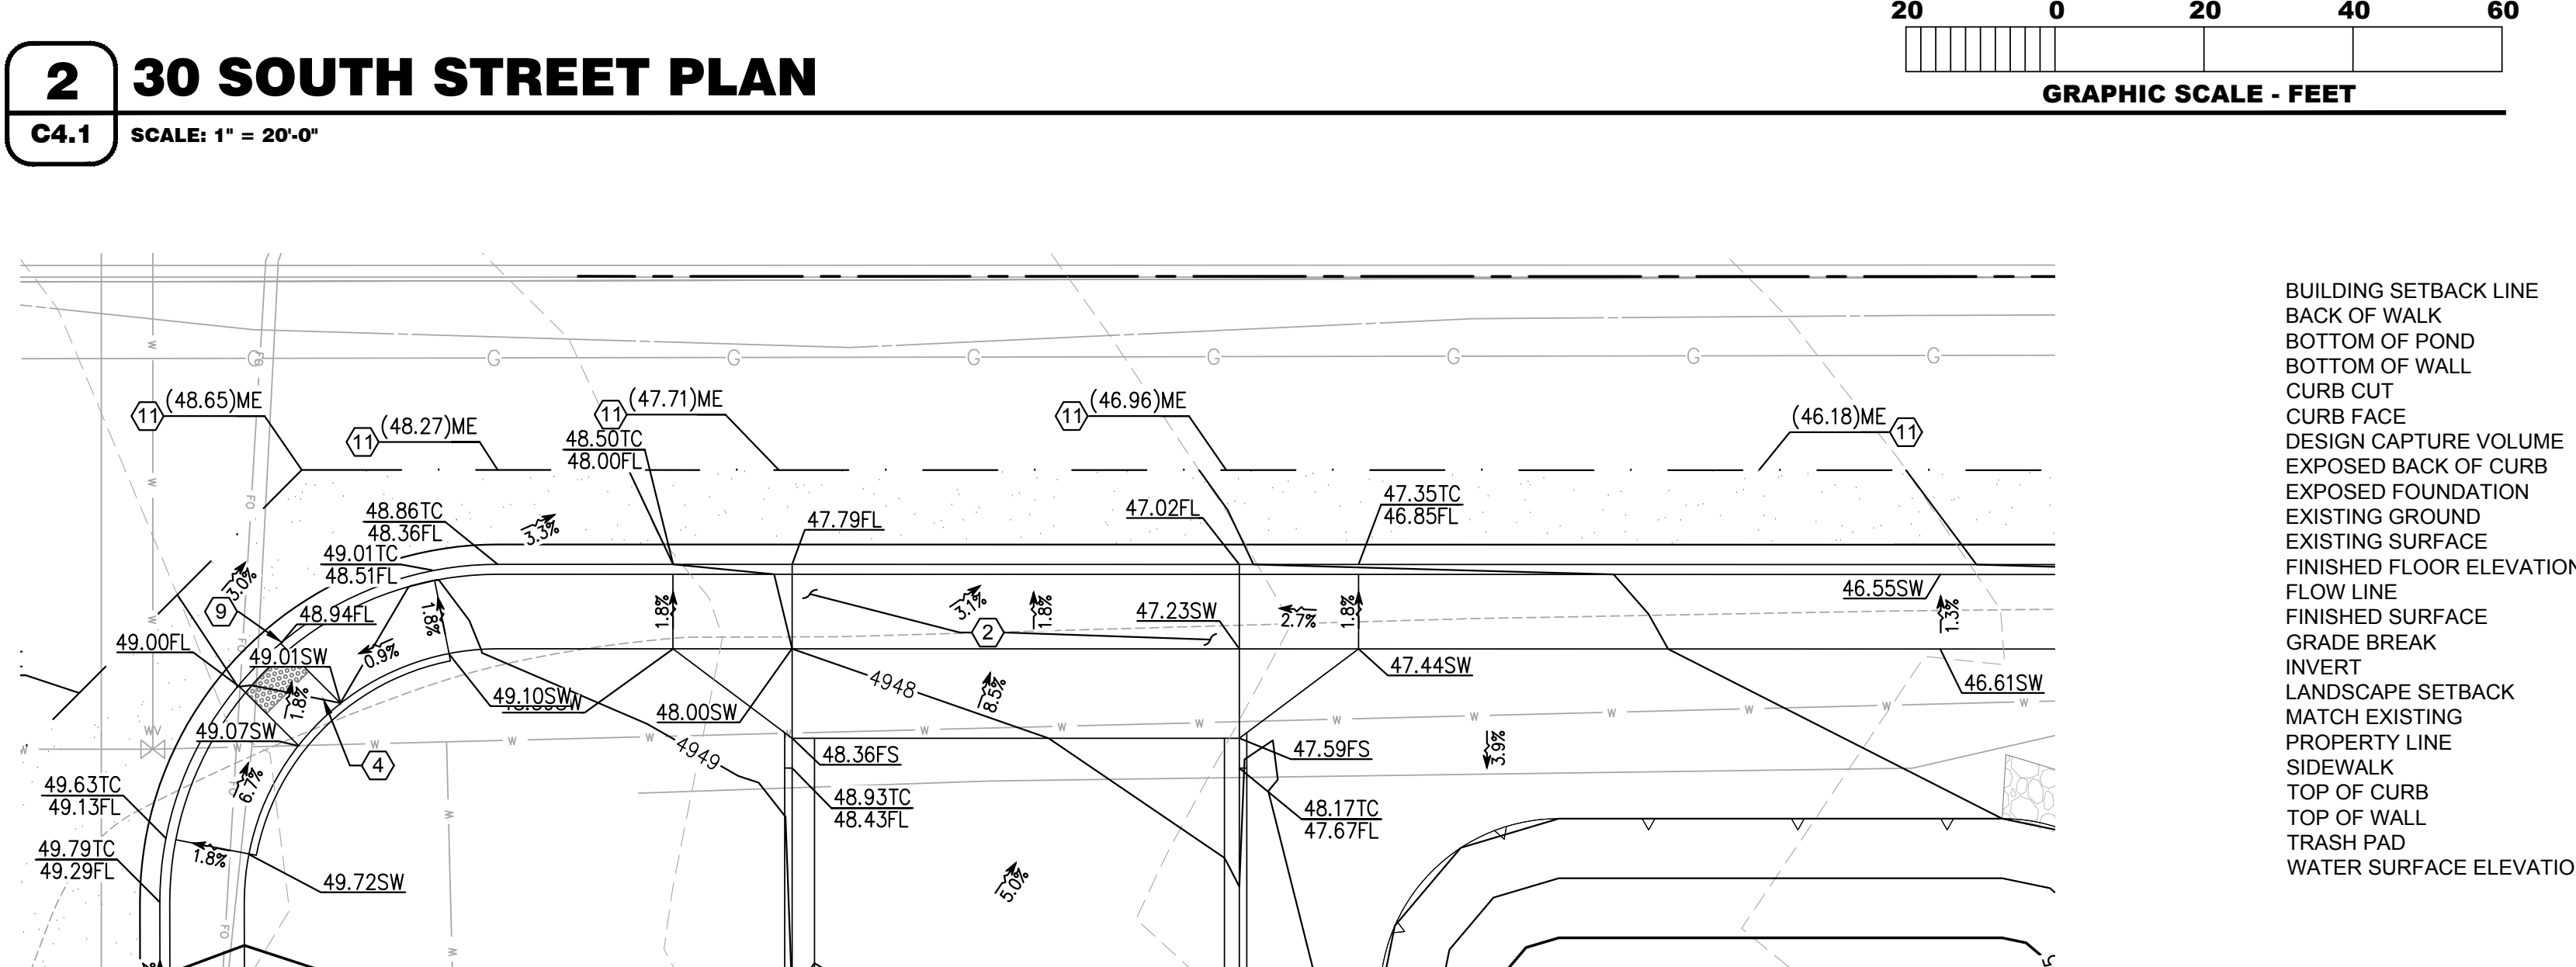 20 0 20 40 60
2 30 SOUTH STREET PLAN
GRAPHIC SCALE - FEET
C4.1 SCALE: 1" = 20'-0"
BUILDING SETBACK LINE
BACK OF WALK
BOTTOM OF POND
BOTTOM OF WALL
CURB CUT
CURB FACE
DESIGN CAPTURE VOLUME
EXPOSED BACK OF CURB
EXPOSED FOUNDATION
EXISTING GROUND
EXISTING SURFACE
FINISHED FLOOR ELEVATION
FLOW LINE
FINISHED SURFACE
GRADE BREAK
INVERT
LANDSCAPE SETBACK
MATCH EXISTING
PROPERTY LINE
SIDEWALK
TOP OF CURB
TOP OF WALL
TRASH PAD
WATER SURFACE ELEVATIO
G G G G G G G G
11 (48.65)ME
11 (48.27)ME
11 (47.71)ME
11 (46.96)ME
(46.18)ME 11
48.50TC
48.00FL
48.86TC
48.36FL
49.01TC
48.51FL
47.79FL
47.02FL
47.35TC
46.85FL
3.3%
3.0%
9
48.94FL
49.00FL
49.01SW
49.07SW
1.8%
0.9%
1.8%
1.8%
3.1%
1.8%
2
47.23SW
2.7%
1.8%
46.55SW
1.3%
49.10SW
48.00SW
4948
8.5%
47.44SW
46.61SW
4949
48.36FS
47.59FS
3.9%
4
6.7%
49.63TC
49.13FL
48.93TC
48.43FL
48.17TC
47.67FL
49.79TC
49.29FL
1.8%
49.72SW
5.0%
W W W W W W W W W W W W W
WV
FO FO FO